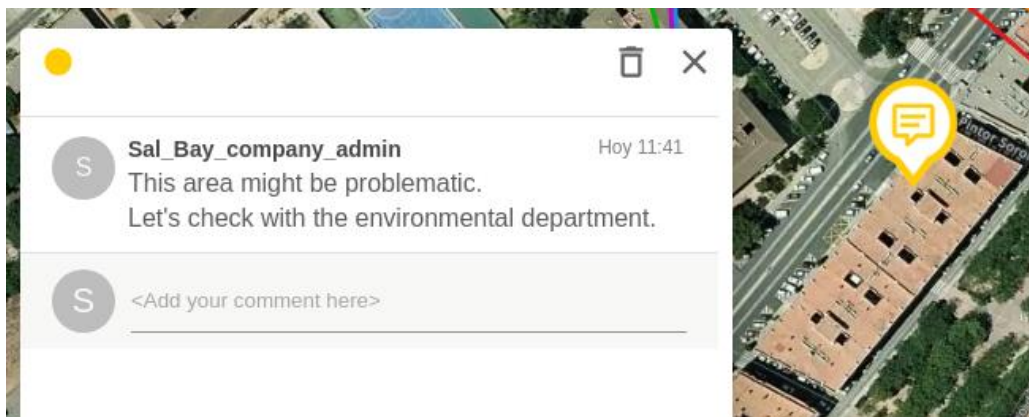 S
Sal_Bay_company_admin
Hoy 11:41
This area might be problematic.
Let's check with the environmental department.
S
<Add your comment here>
Pintor Soro